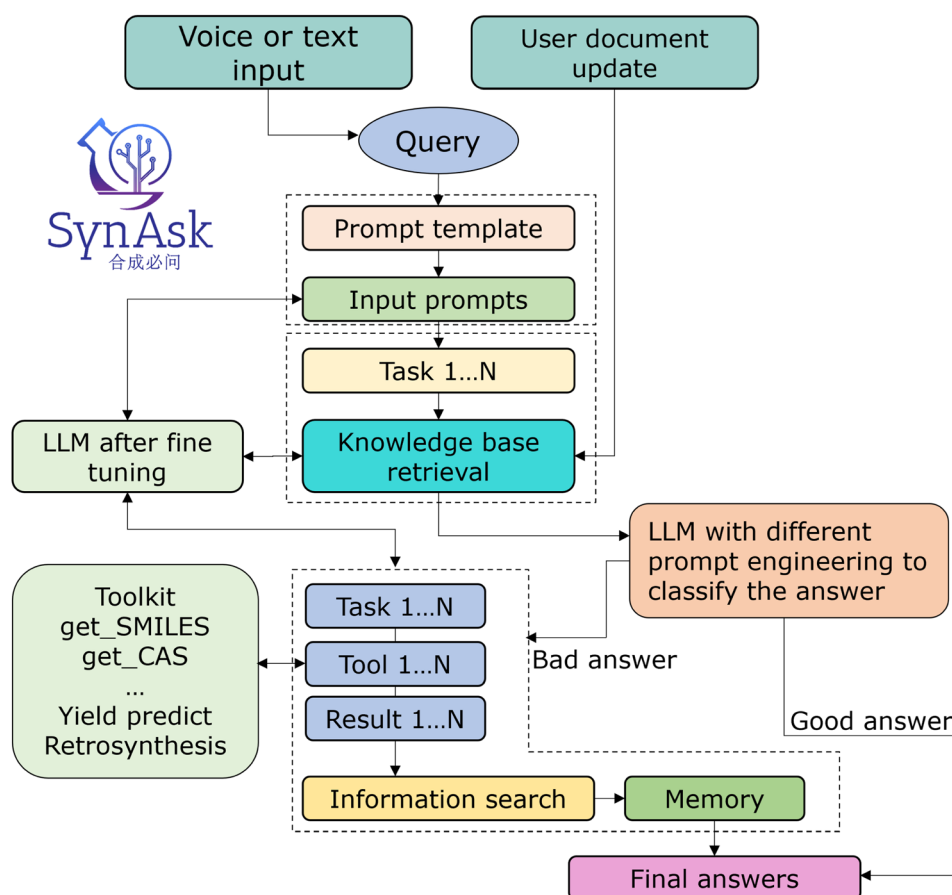 Voice or text
input
User document
update
Query
SynAsk
合成必问
Prompt template
Input prompts
Task 1...N
LLM after fine
tuning
Knowledge base
retrieval
LLM with different
prompt engineering to
classify the answer
Toolkit
get_SMILES
get_CAS
...
Yield predict
Retrosynthesis
Task 1...N
Tool 1...N
Result 1...N
Bad answer
Good answer
Information search
Memory
Final answers